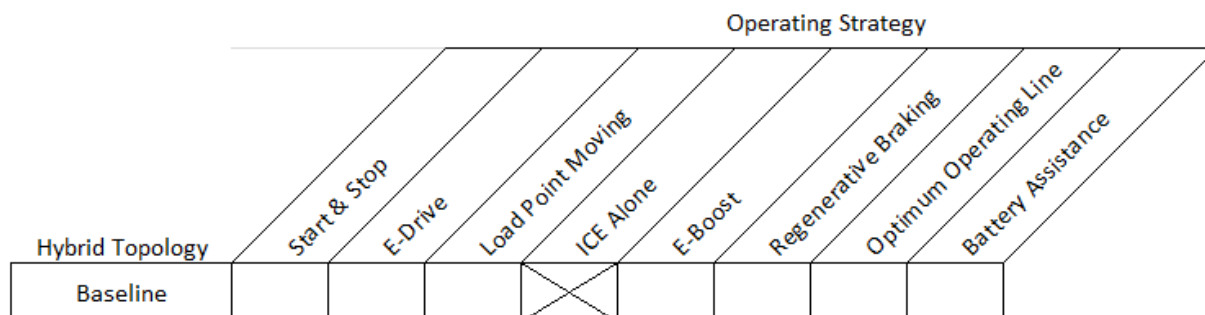 Operating Strategy
Hybrid Topology
Start & Stop
E-Drive
Load Point Moving
ICE Alone
E-Boost
Regenerative Braking
Optimum Operating Line
Battery Assistance
Baseline